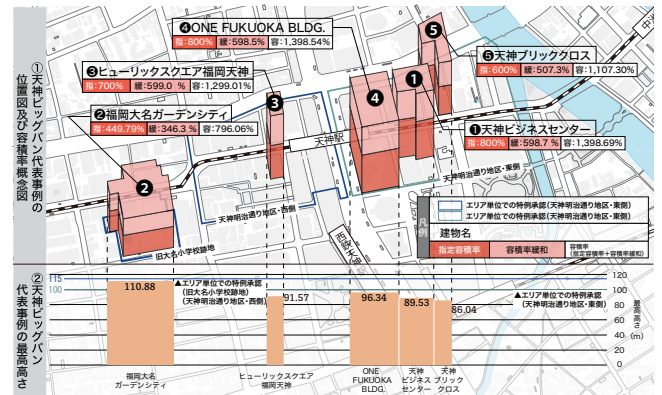 ①天神ビッグバン代表事例の
位置図及び容積率概念図
④ONE FUKUOKA BLDG.
指:800% 緩:598.5% 容:1,398.54%
⑤
⑤天神ブリッククロス
指:600% 緩:507.3% 容:1,107.30%
③ヒューリックスクエア福岡天神
指:700% 緩:599.0 % 容:1,299.01%
③
④
①
②福岡大名ガーデンシティ
指:449.79% 緩:346.3 % 容:796.06%
天神駅
①天神ビジネスセンター
指:800% 緩:598.7 % 容:1,398.69%
②
天神明治通り地区・東側
天神明治通り地区・西側
旧大名小学校跡地
西鉄天神
凡例
エリア単位での特例承認(天神明治通り地区・東側)
エリア単位での特例承認(天神明治通り地区・東側)
建物名
指定容積率
容積率緩和
容積率
(指定容積率+容積率緩和)
②天神ビッグバン
代表事例の最高高さ
115
100
110.88
▲エリア単位での特例承認
(旧大名小学校跡地)
(天神明治通り地区・西側)
91.57
96.34
89.53
86.04
▲エリア単位での特例承認
(天神明治通り地区・東側)
120
100
80
60
40
20
0
最高高さ
(m)
福岡大名
ガーデンシティ
ヒューリックスクエア
福岡天神
ONE
FUKUOKA
BLDG.
天神
ビジネス
センター
天神
ブリック
クロス